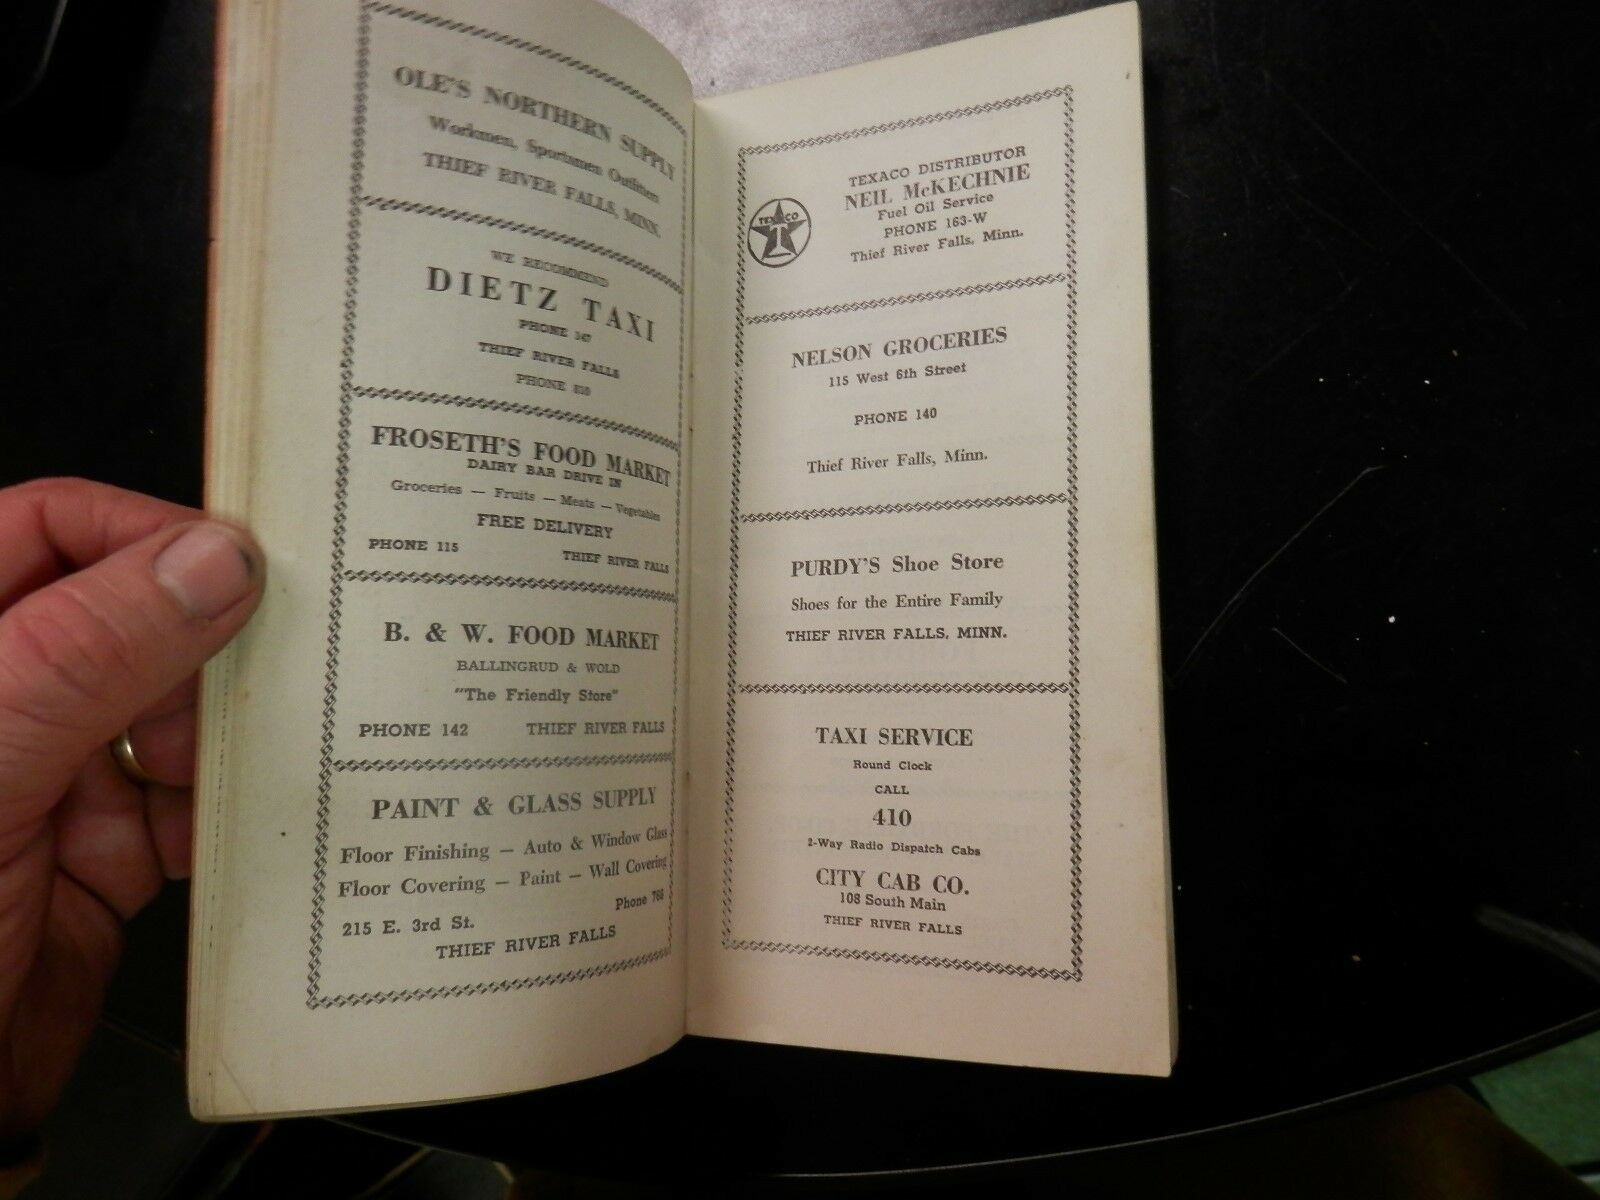 OLE'S NORTHERN SUPPLY
Workmen, Sportsmen Outfitters
THIEF RIVER FALLS, MINN.
WE RECOMMEND
DIETZ TAXI
PHONE 147
THIEF RIVER FALLS
PHONE 810
FROSETH'S FOOD MARKET
DAIRY BAR DRIVE IN
Groceries — Fruits — Meats — Vegetables
FREE DELIVERY
PHONE 115 THIEF RIVER FALLS
B. & W. FOOD MARKET
BALLINGRUD & WOLD
"The Friendly Store"
PHONE 142 THIEF RIVER FALLS
PAINT & GLASS SUPPLY
Floor Finishing — Auto & Window Glass
Floor Covering — Paint — Wall Covering
Phone
215 E. 3rd St.
THIEF RIVER FALLS
TEXACO
T
TEXACO DISTRIBUTOR
NEIL McKECHNIE
Fuel Oil Service
PHONE 163-W
Thief River Falls, Minn.
NELSON GROCERIES
115 West 6th Street
PHONE 140
Thief River Falls, Minn.
PURDY'S Shoe Store
Shoes for the Entire Family
THIEF RIVER FALLS, MINN.
TAXI SERVICE
Round Clock
CALL
410
2-Way Radio Dispatch Cabs
CITY CAB CO.
108 South Main
THIEF RIVER FALLS